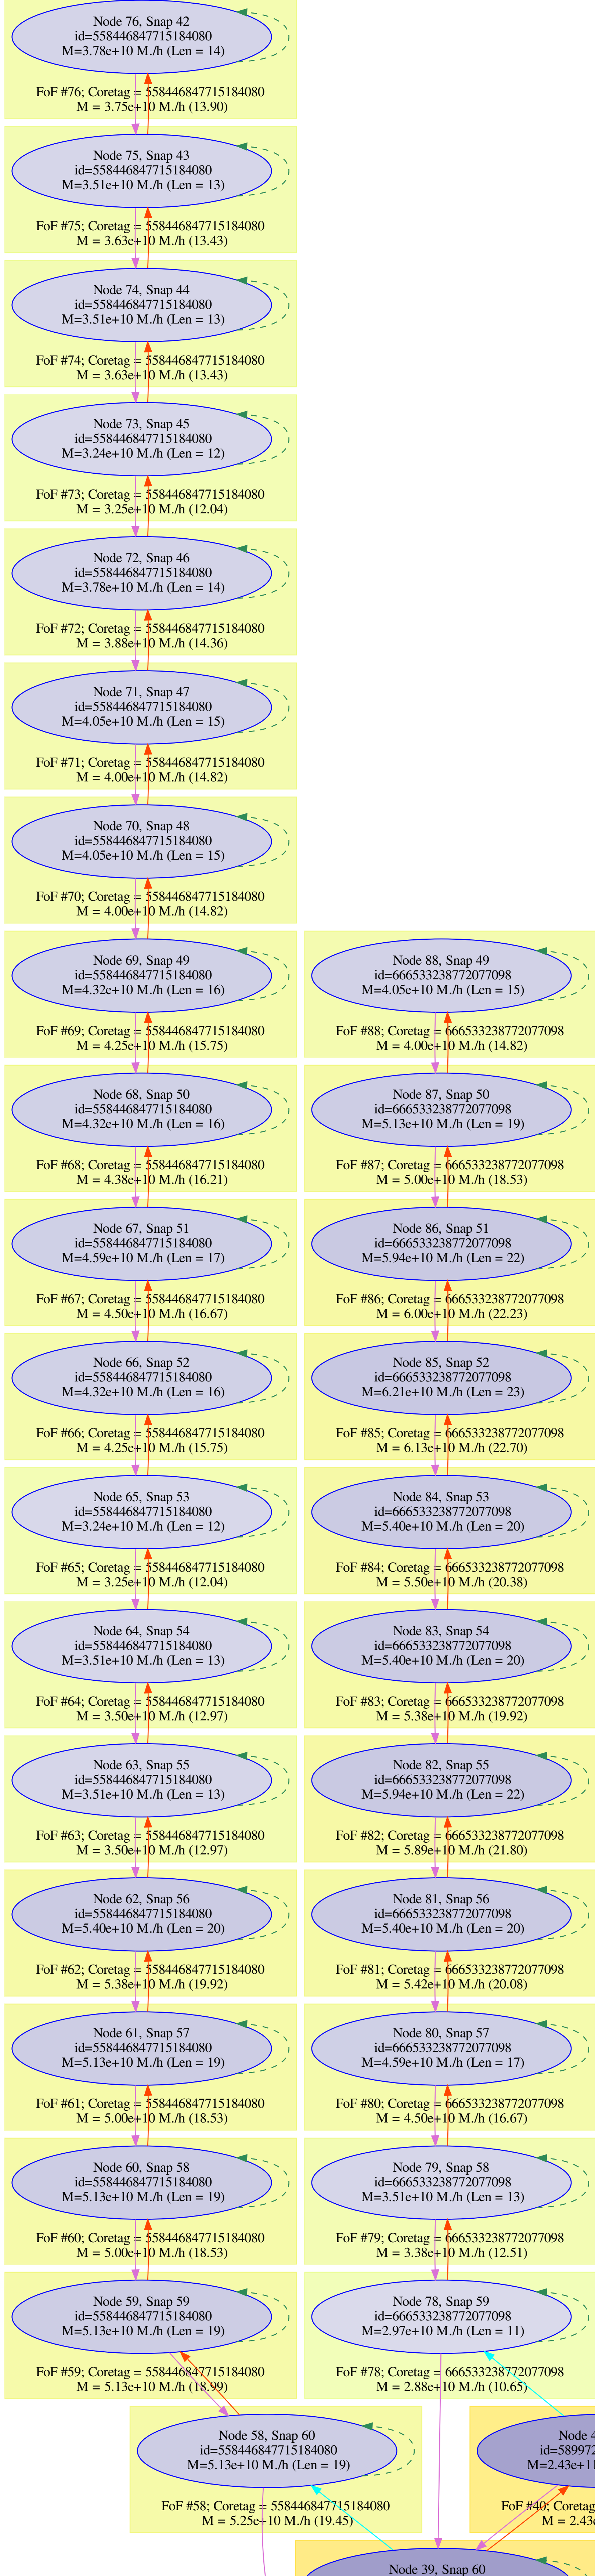 Node 76, Snap 42
id=558446847715184080
M=3.78e+10 M./h (Len = 14)
FoF #76; Coretag = 558446847715184080
M = 3.75e+10 M./h (13.90)
Node 75, Snap 43
id=558446847715184080
M=3.51e+10 M./h (Len = 13)
FoF #75; Coretag = 558446847715184080
M = 3.63e+10 M./h (13.43)
Node 74, Snap 44
id=558446847715184080
M=3.51e+10 M./h (Len = 13)
FoF #74; Coretag = 558446847715184080
M = 3.63e+10 M./h (13.43)
Node 73, Snap 45
id=558446847715184080
M=3.24e+10 M./h (Len = 12)
FoF #73; Coretag = 558446847715184080
M = 3.25e+10 M./h (12.04)
Node 72, Snap 46
id=558446847715184080
M=3.78e+10 M./h (Len = 14)
FoF #72; Coretag = 558446847715184080
M = 3.88e+10 M./h (14.36)
Node 71, Snap 47
id=558446847715184080
M=4.05e+10 M./h (Len = 15)
FoF #71; Coretag = 558446847715184080
M = 4.00e+10 M./h (14.82)
Node 70, Snap 48
id=558446847715184080
M=4.05e+10 M./h (Len = 15)
FoF #70; Coretag = 558446847715184080
M = 4.00e+10 M./h (14.82)
Node 69, Snap 49
id=558446847715184080
M=4.32e+10 M./h (Len = 16)
FoF #69; Coretag = 558446847715184080
M = 4.25e+10 M./h (15.75)
Node 88, Snap 49
id=666533238772077098
M=4.05e+10 M./h (Len = 15)
FoF #88; Coretag = 666533238772077098
M = 4.00e+10 M./h (14.82)
Node 68, Snap 50
id=558446847715184080
M=4.32e+10 M./h (Len = 16)
FoF #68; Coretag = 558446847715184080
M = 4.38e+10 M./h (16.21)
Node 87, Snap 50
id=666533238772077098
M=5.13e+10 M./h (Len = 19)
FoF #87; Coretag = 666533238772077098
M = 5.00e+10 M./h (18.53)
Node 67, Snap 51
id=558446847715184080
M=4.59e+10 M./h (Len = 17)
FoF #67; Coretag = 558446847715184080
M = 4.50e+10 M./h (16.67)
Node 86, Snap 51
id=666533238772077098
M=5.94e+10 M./h (Len = 22)
FoF #86; Coretag = 666533238772077098
M = 6.00e+10 M./h (22.23)
Node 66, Snap 52
id=558446847715184080
M=4.32e+10 M./h (Len = 16)
FoF #66; Coretag = 558446847715184080
M = 4.25e+10 M./h (15.75)
Node 85, Snap 52
id=666533238772077098
M=6.21e+10 M./h (Len = 23)
FoF #85; Coretag = 666533238772077098
M = 6.13e+10 M./h (22.70)
Node 65, Snap 53
id=558446847715184080
M=3.24e+10 M./h (Len = 12)
FoF #65; Coretag = 558446847715184080
M = 3.25e+10 M./h (12.04)
Node 84, Snap 53
id=666533238772077098
M=5.40e+10 M./h (Len = 20)
FoF #84; Coretag = 666533238772077098
M = 5.50e+10 M./h (20.38)
Node 64, Snap 54
id=558446847715184080
M=3.51e+10 M./h (Len = 13)
FoF #64; Coretag = 558446847715184080
M = 3.50e+10 M./h (12.97)
Node 83, Snap 54
id=666533238772077098
M=5.40e+10 M./h (Len = 20)
FoF #83; Coretag = 666533238772077098
M = 5.38e+10 M./h (19.92)
Node 63, Snap 55
id=558446847715184080
M=3.51e+10 M./h (Len = 13)
FoF #63; Coretag = 558446847715184080
M = 3.50e+10 M./h (12.97)
Node 82, Snap 55
id=666533238772077098
M=5.94e+10 M./h (Len = 22)
FoF #82; Coretag = 666533238772077098
M = 5.89e+10 M./h (21.80)
Node 62, Snap 56
id=558446847715184080
M=5.40e+10 M./h (Len = 20)
FoF #62; Coretag = 558446847715184080
M = 5.38e+10 M./h (19.92)
Node 81, Snap 56
id=666533238772077098
M=5.40e+10 M./h (Len = 20)
FoF #81; Coretag = 666533238772077098
M = 5.42e+10 M./h (20.08)
Node 61, Snap 57
id=558446847715184080
M=5.13e+10 M./h (Len = 19)
FoF #61; Coretag = 558446847715184080
M = 5.00e+10 M./h (18.53)
Node 80, Snap 57
id=666533238772077098
M=4.59e+10 M./h (Len = 17)
FoF #80; Coretag = 666533238772077098
M = 4.50e+10 M./h (16.67)
Node 60, Snap 58
id=558446847715184080
M=5.13e+10 M./h (Len = 19)
FoF #60; Coretag = 558446847715184080
M = 5.00e+10 M./h (18.53)
Node 79, Snap 58
id=666533238772077098
M=3.51e+10 M./h (Len = 13)
FoF #79; Coretag = 666533238772077098
M = 3.38e+10 M./h (12.51)
Node 59, Snap 59
id=558446847715184080
M=5.13e+10 M./h (Len = 19)
FoF #59; Coretag = 558446847715184080
M = 5.13e+10 M./h (18.99)
Node 78, Snap 59
id=666533238772077098
M=2.97e+10 M./h (Len = 11)
FoF #78; Coretag = 666533238772077098
M = 2.88e+10 M./h (10.65)
Node 58, Snap 60
id=558446847715184080
M=5.13e+10 M./h (Len = 19)
FoF #58; Coretag = 558446847715184080
M = 5.25e+10 M./h (19.45)
Node 4
id=589972
M=2.43e+11
FoF #40; Coretag
M = 2.43
Node 39, Snap 60